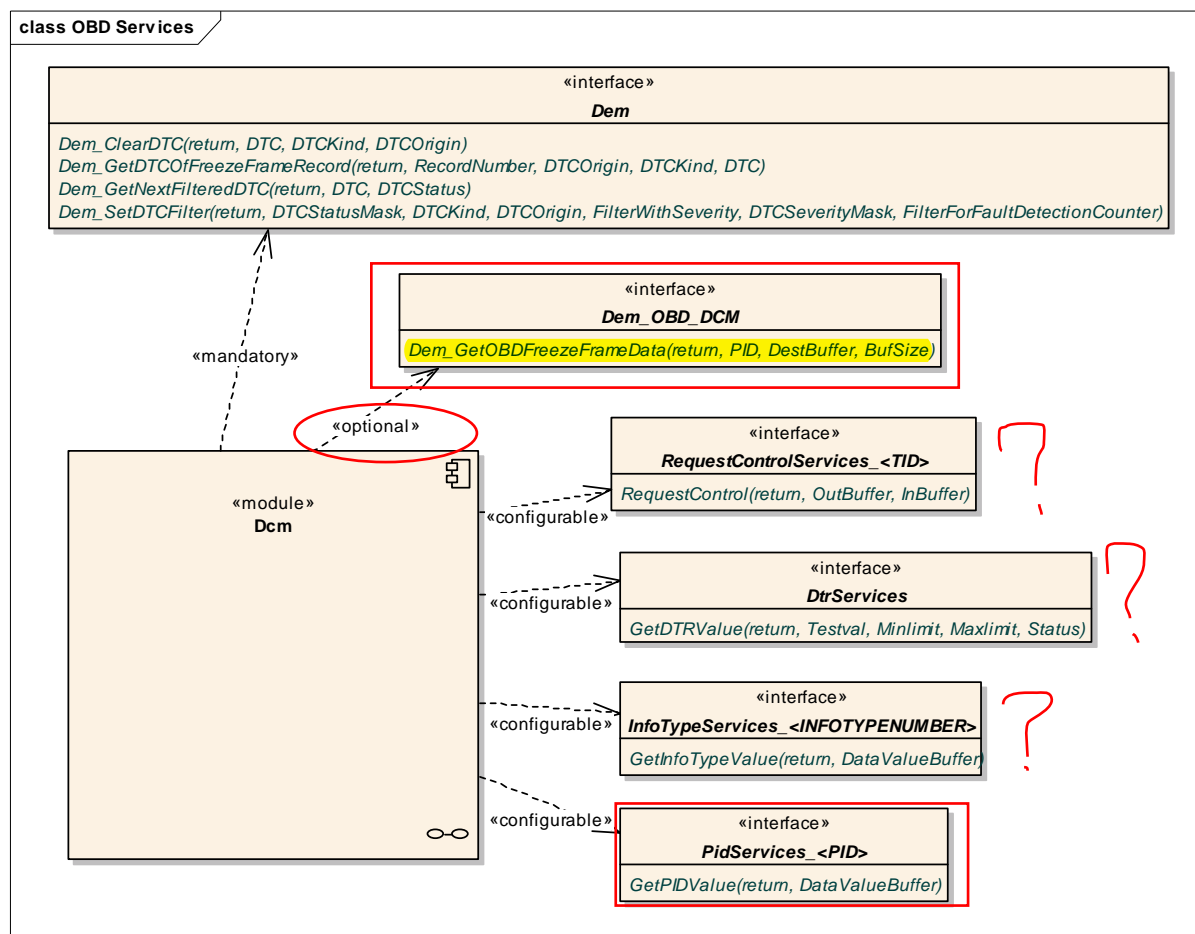 class OBD Services
«interface»
Dem
Dem_ClearDTC(return, DTC, DTCKind, DTCOrigin)
Dem_GetDTCOfFreezeFrameRecord(return, RecordNumber, DTCOrigin, DTCKind, DTC)
Dem_GetNextFilteredDTC(return, DTC, DTCStatus)
Dem_SetDTCFilter(return, DTCStatusMask, DTCKind, DTCOrigin, FilterWithSeverity, DTCSeverityMask, FilterForFaultDetectionCounter)
«interface»
Dem_OBD_DCM
Dem_GetOBDFreezeFrameData(return, PID, DestBuffer, BufSize)
«mandatory»
«optional»
«interface»
RequestControlServices_<TID>
RequestControl(return, OutBuffer, InBuffer)
?
«module»
Dcm
«configurable»
«interface»
DtrServices
GetDTRValue(return, Testval, Minlimit, Maxlimit, Status)
?
«configurable»
«interface»
InfoTypeServices_<INFOTYPENUMBER>
GetInfoTypeValue(return, DataValueBuffer)
?
«configurable»
«interface»
PidServices_<PID>
GetPIDValue(return, DataValueBuffer)
«configurable»